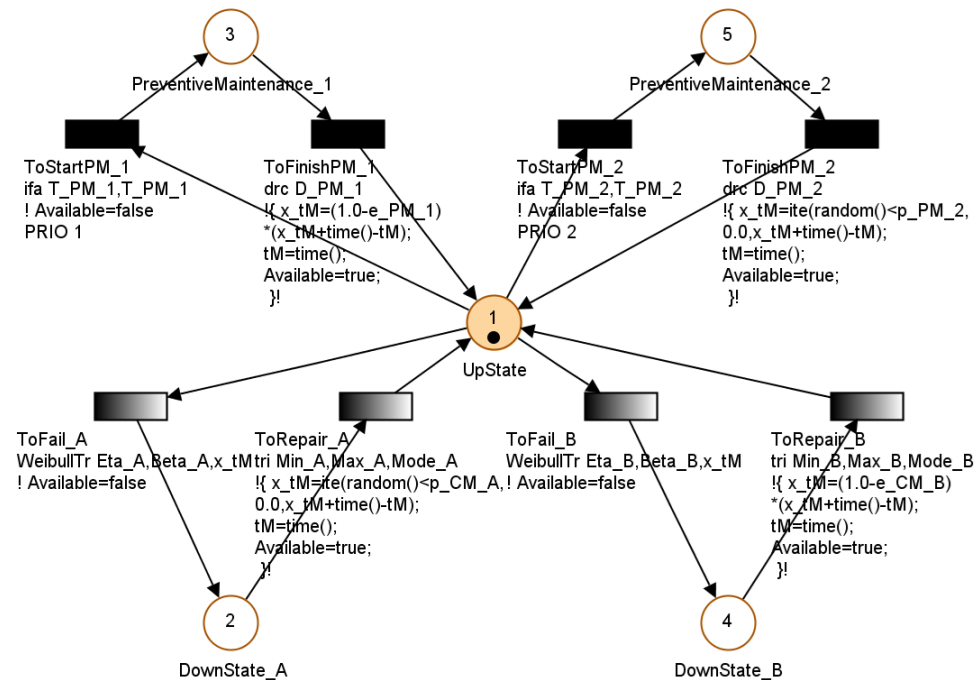 3
PreventiveMaintenance_1
ToStartPM_1
ifa T_PM_1,T_PM_1
! Available=false
PRIO 1
ToFinishPM_1
drc D_PM_1
!{ x_tM=(1.0-e_PM_1)
*(x_tM+time()-tM);
tM=time();
Available=true;
}!
5
PreventiveMaintenance_2
ToStartPM_2
ifa T_PM_2,T_PM_2
! Available=false
PRIO 2
ToFinishPM_2
drc D_PM_2
!{ x_tM=ite(random()<p_PM_2,
0.0,x_tM+time()-tM);
tM=time();
Available=true;
}!
1
UpState
ToFail_A
WeibullTr Eta_A,Beta_A,x_tM
! Available=false
ToRepair_A
tri Min_A,Max_A,Mode_A
!{ x_tM=ite(random()<p_CM_A,
0.0,x_tM+time()-tM);
tM=time();
Available=true;
}!
ToFail_B
WeibullTr Eta_B,Beta_B,x_tM
! Available=false
ToRepair_B
tri Min_B,Max_B,Mode_B
!{ x_tM=(1.0-e_CM_B)
*(x_tM+time()-tM);
tM=time();
Available=true;
}!
2
DownState_A
4
DownState_B